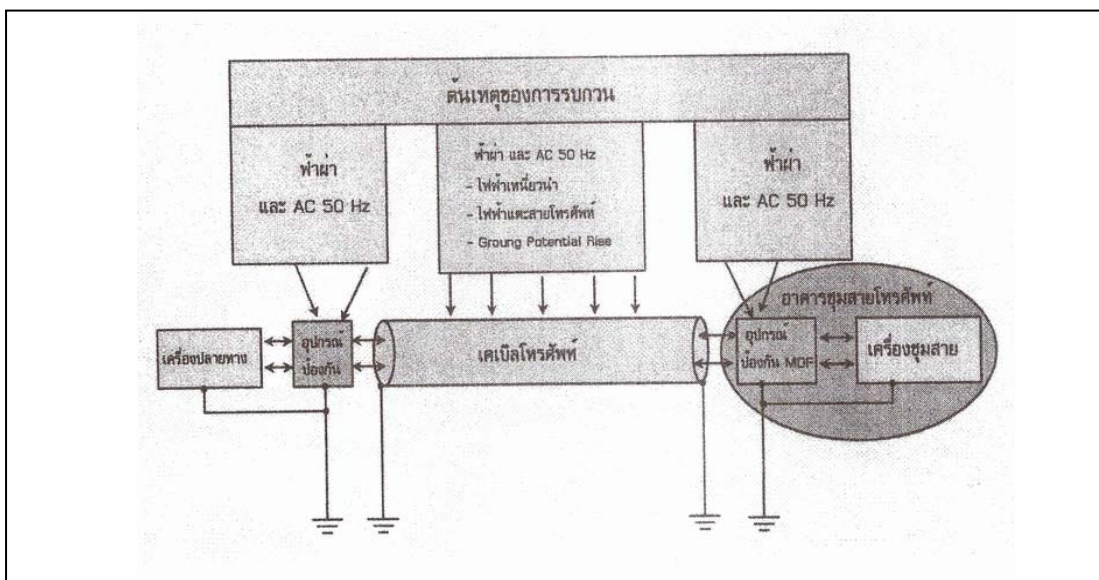 ต้นเหตุของการรบกวน
ฟ้าผ่า
และ AC 50 Hz
ฟ้าผ่า และ AC 50 Hz
- ไฟฟ้าเหนี่ยวนำ
- ไฟฟ้าแตะสายโทรศัพท์
- Groung Potential Rise
ฟ้าผ่า
และ AC 50 Hz
อาคารชุมสายโทรศัพท์
เครื่องปลายทาง
อุปกรณ์
ป้องกัน
เคเบิลโทรศัพท์
อุปกรณ์
ป้องกัน MDF
เครื่องชุมสาย